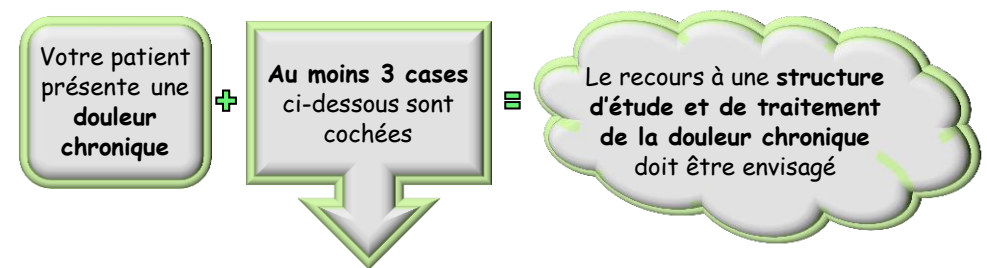 Votre patient
présente une
douleur
chronique
+
Au moins 3 cases
ci-dessous sont
cochées
=
Le recours à une structure
d'étude et de traitement
de la douleur chronique
doit être envisagé